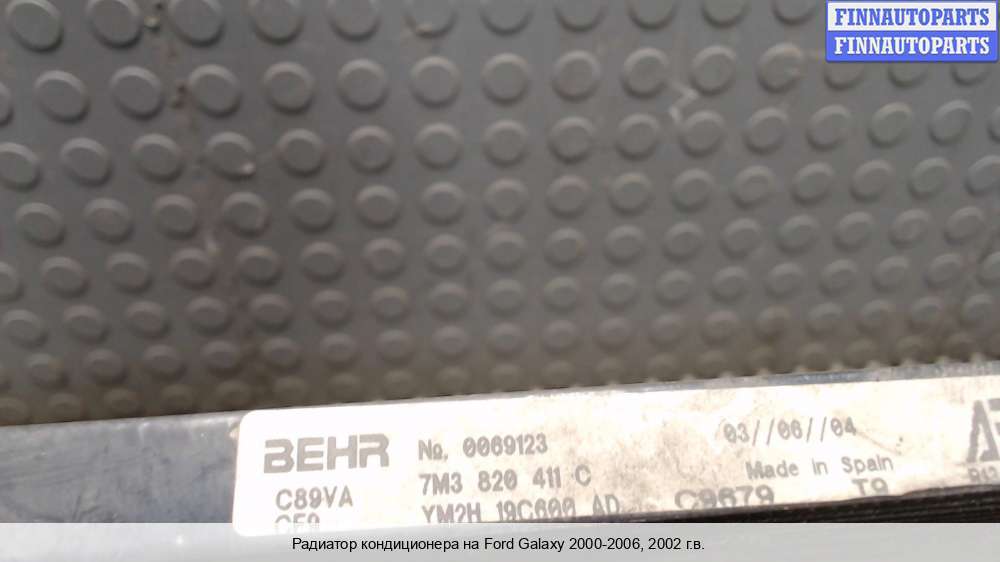 FINNAUTOPARTS
FINNAUTOPARTS
BEHR No. 0069123 03//06//04
7M3 820 411 C Made in Spain
C89VA YM2H 19C600 AD C9679 T9
Радиатор кондиционера на Ford Galaxy 2000-2006, 2002 г.в.